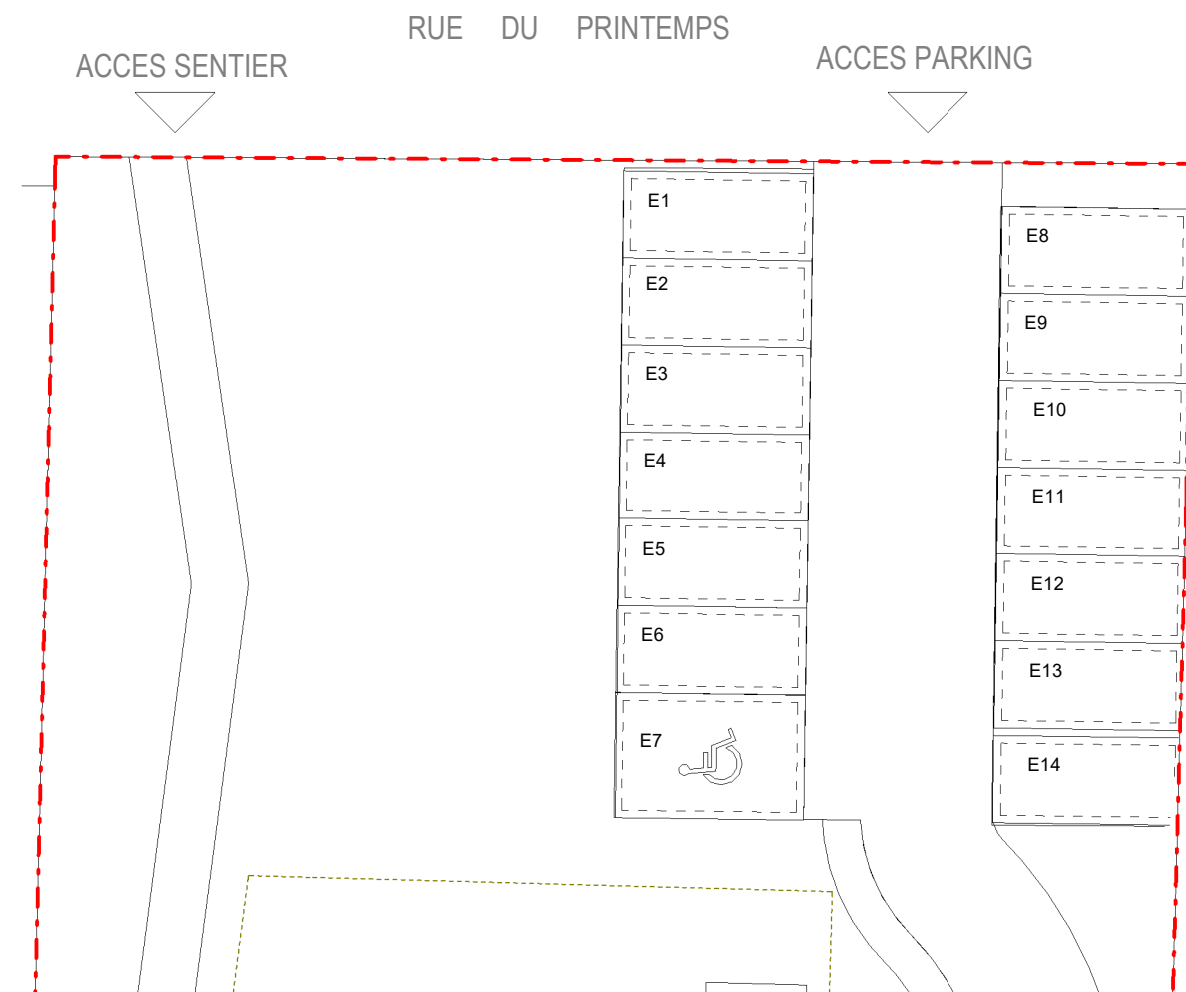 RUE DU PRINTEMPS
ACCES SENTIER
ACCES PARKING
E1
E2
E3
E4
E5
E6
E7
E8
E9
E10
E11
E12
E13
E14